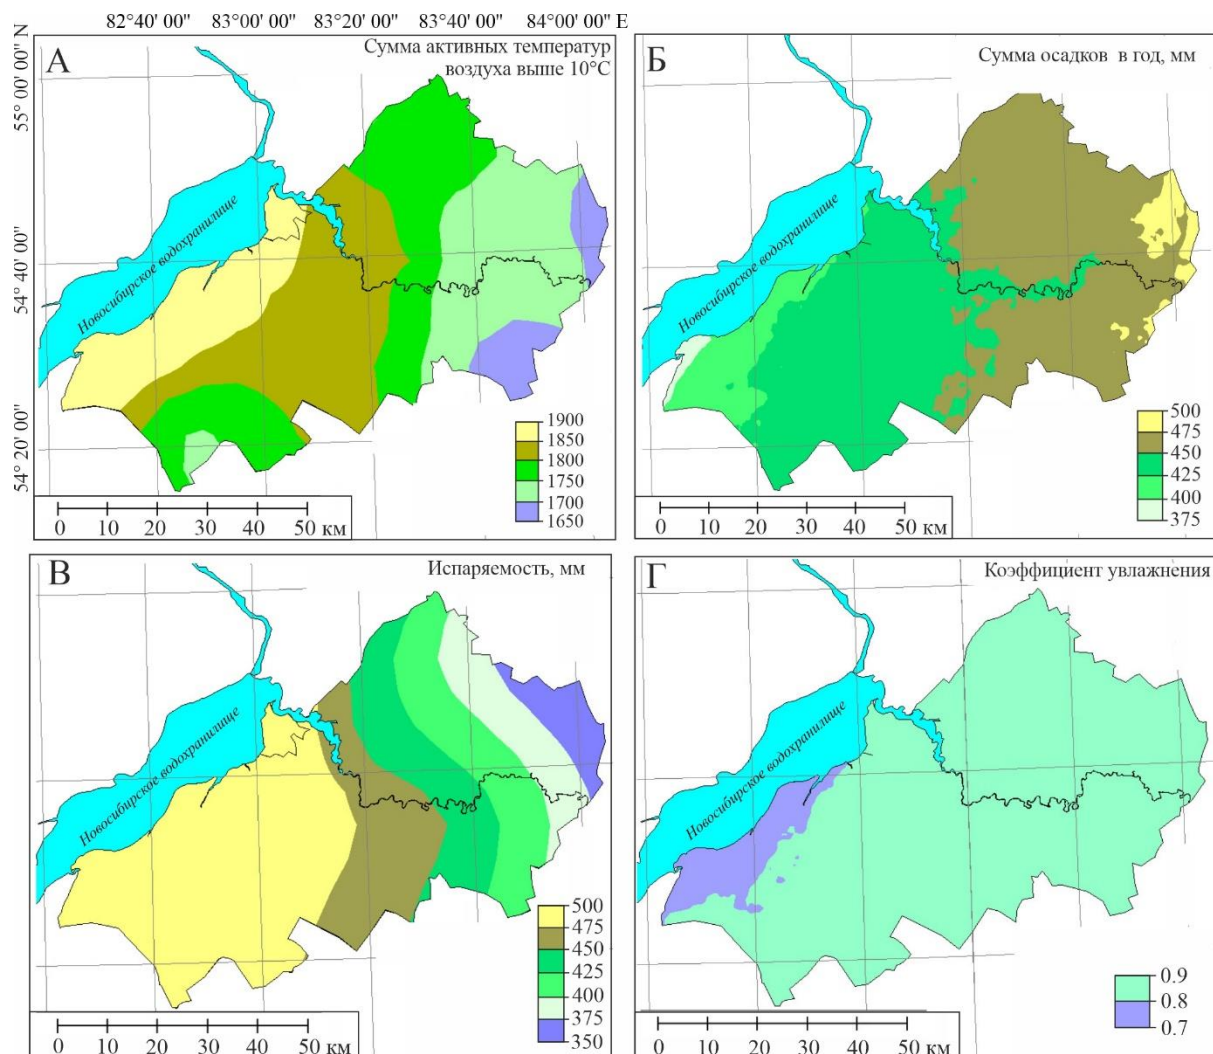 82°40' 00" 83°00' 00" 83°20' 00" 83°40' 00" 84°00' 00" E
55° 00' 00" N
54° 40' 00"
54° 20' 00"
А
Сумма активных температур
воздуха выше 10°С
Новосибирское водохранилище
1900
1850
1800
1750
1700
1650
0 10 20 30 40 50 км
Б
Сумма осадков в год, мм
Новосибирское водохранилище
500
475
450
425
400
375
0 10 20 30 40 50 км
В
Испаряемость, мм
Новосибирское водохранилище
500
475
450
425
400
375
350
0 10 20 30 40 50 км
Г
Коэффициент увлажнения
Новосибирское водохранилище
0.9
0.8
0.7
0 10 20 30 40 50 км